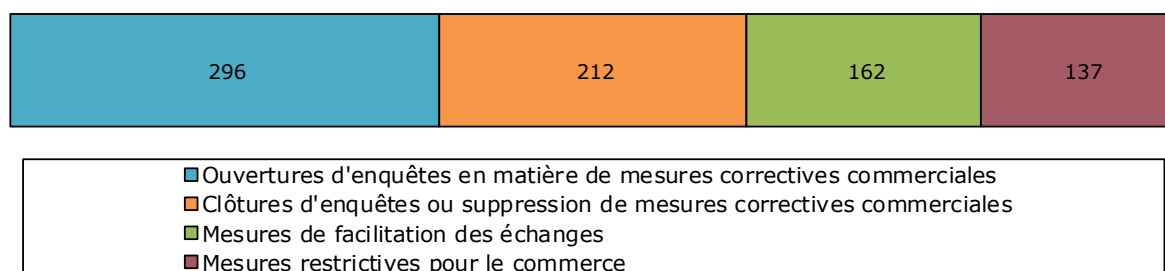 296 212 162 137
Ouvertures d'enquêtes en matière de mesures correctives commerciales
Clôtures d'enquêtes ou suppression de mesures correctives commerciales
Mesures de facilitation des échanges
Mesures restrictives pour le commerce